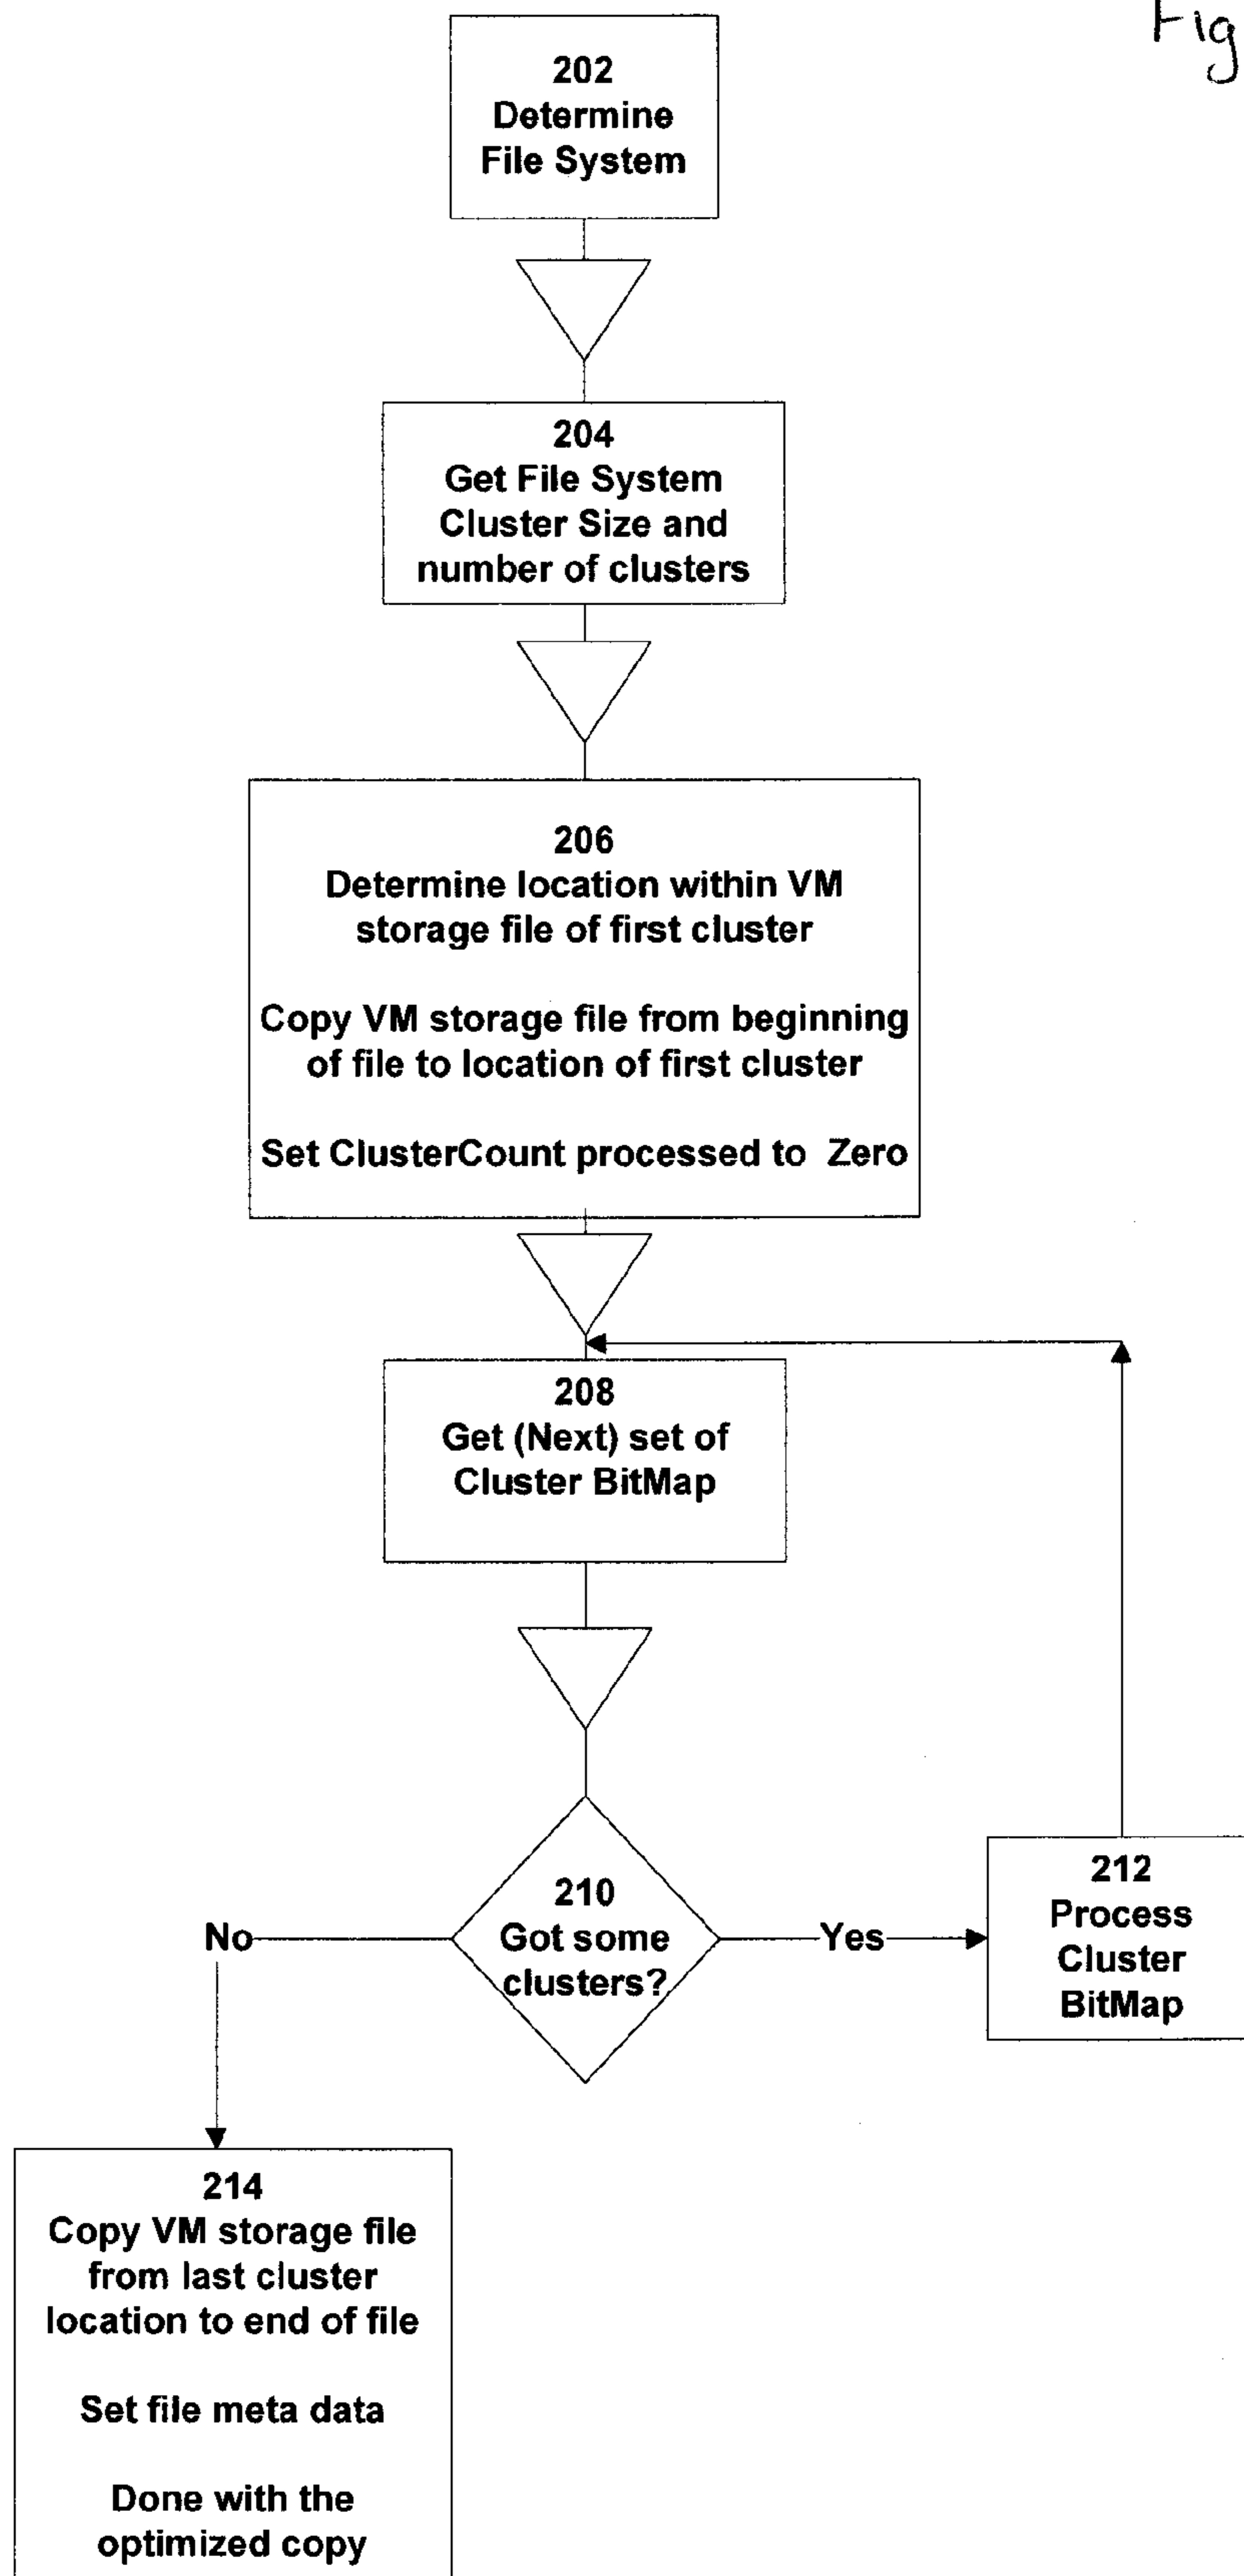 Fig
202
Determine
File System
204
Get File System
Cluster Size and
number of clusters
206
Determine location within VM
storage file of first cluster
Copy VM storage file from beginning
of file to location of first cluster
Set ClusterCount processed to Zero
208
Get (Next) set of
Cluster BitMap
210
Got some
clusters?
No
Yes
212
Process
Cluster
BitMap
214
Copy VM storage file
from last cluster
location to end of file
Set file meta data
Done with the
optimized copy